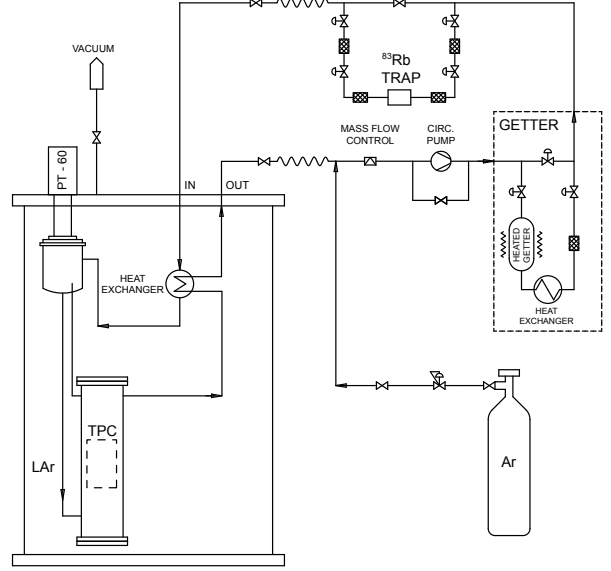 VACUUM
⁸³Rb
TRAP
MASS FLOW
CONTROL
CIRC.
PUMP
GETTER
PT - 60
IN
OUT
HEATED
GETTER
HEAT
EXCHANGER
HEAT
EXCHANGER
TPC
LAr
Ar